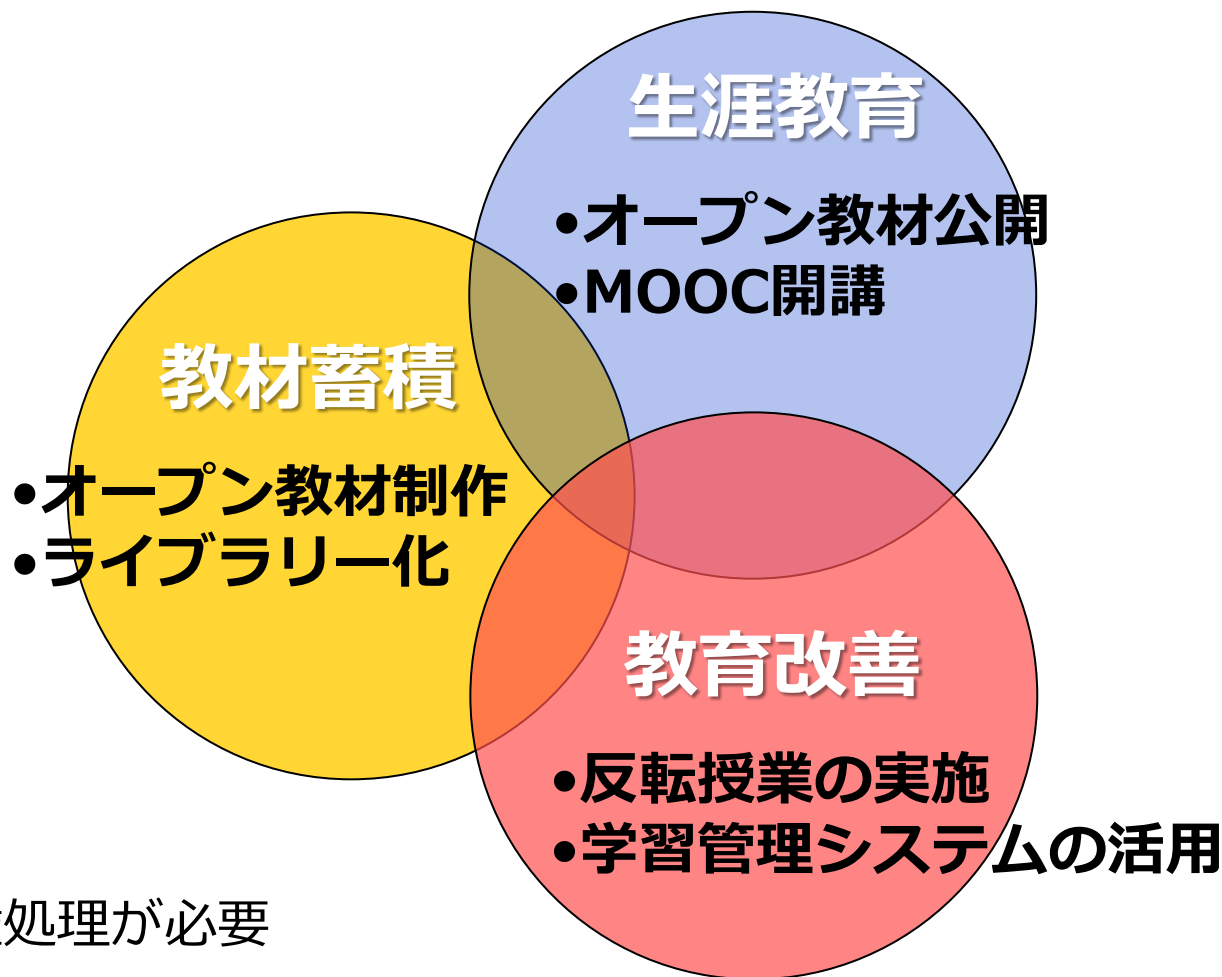 生涯教育
•オープン教材公開
•MOOC開講
教材蓄積
•オープン教材制作
•ライブラリー化
教育改善
•反転授業の実施
•学習管理システムの活用
処理が必要